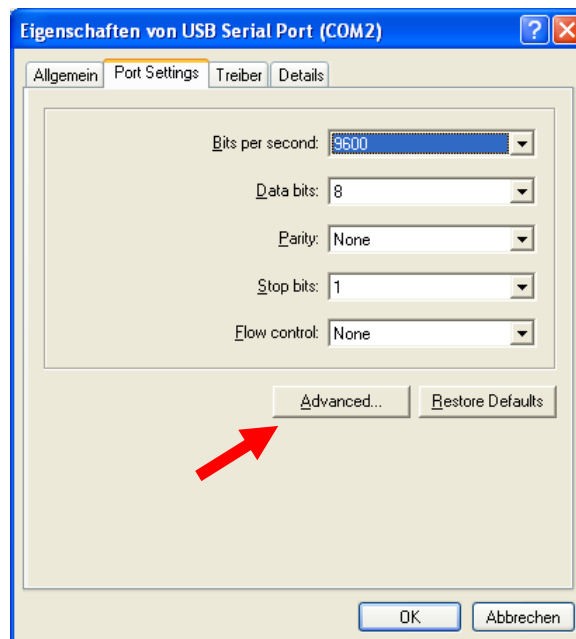 Eigenschaften von USB Serial Port (COM2)
Allgemein Port Settings Treiber Details
Bits per second: 9600
Data bits: 8
Parity: None
Stop bits: 1
Flow control: None
Advanced... Restore Defaults
OK Abbrechen